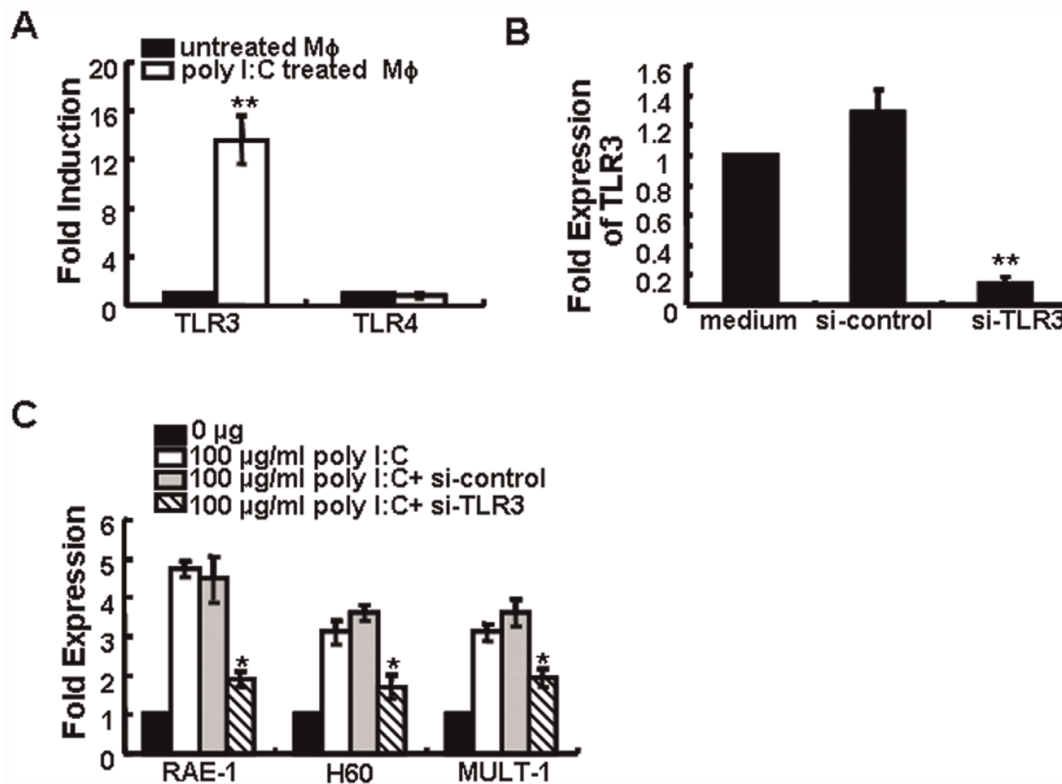 A
untreated Mϕ
poly I:C treated Mϕ
Fold Induction
20
16
12
8
4
0
**
TLR3
TLR4
B
Fold Expression
of TLR3
1.6
1.4
1.2
1
0.8
0.6
0.4
0.2
0
**
medium
si-control
si-TLR3
C
0 µg
100 µg/ml poly I:C
100 µg/ml poly I:C+ si-control
100 µg/ml poly I:C+ si-TLR3
Fold Expression
6
5
4
3
2
1
0
*
*
*
RAE-1
H60
MULT-1